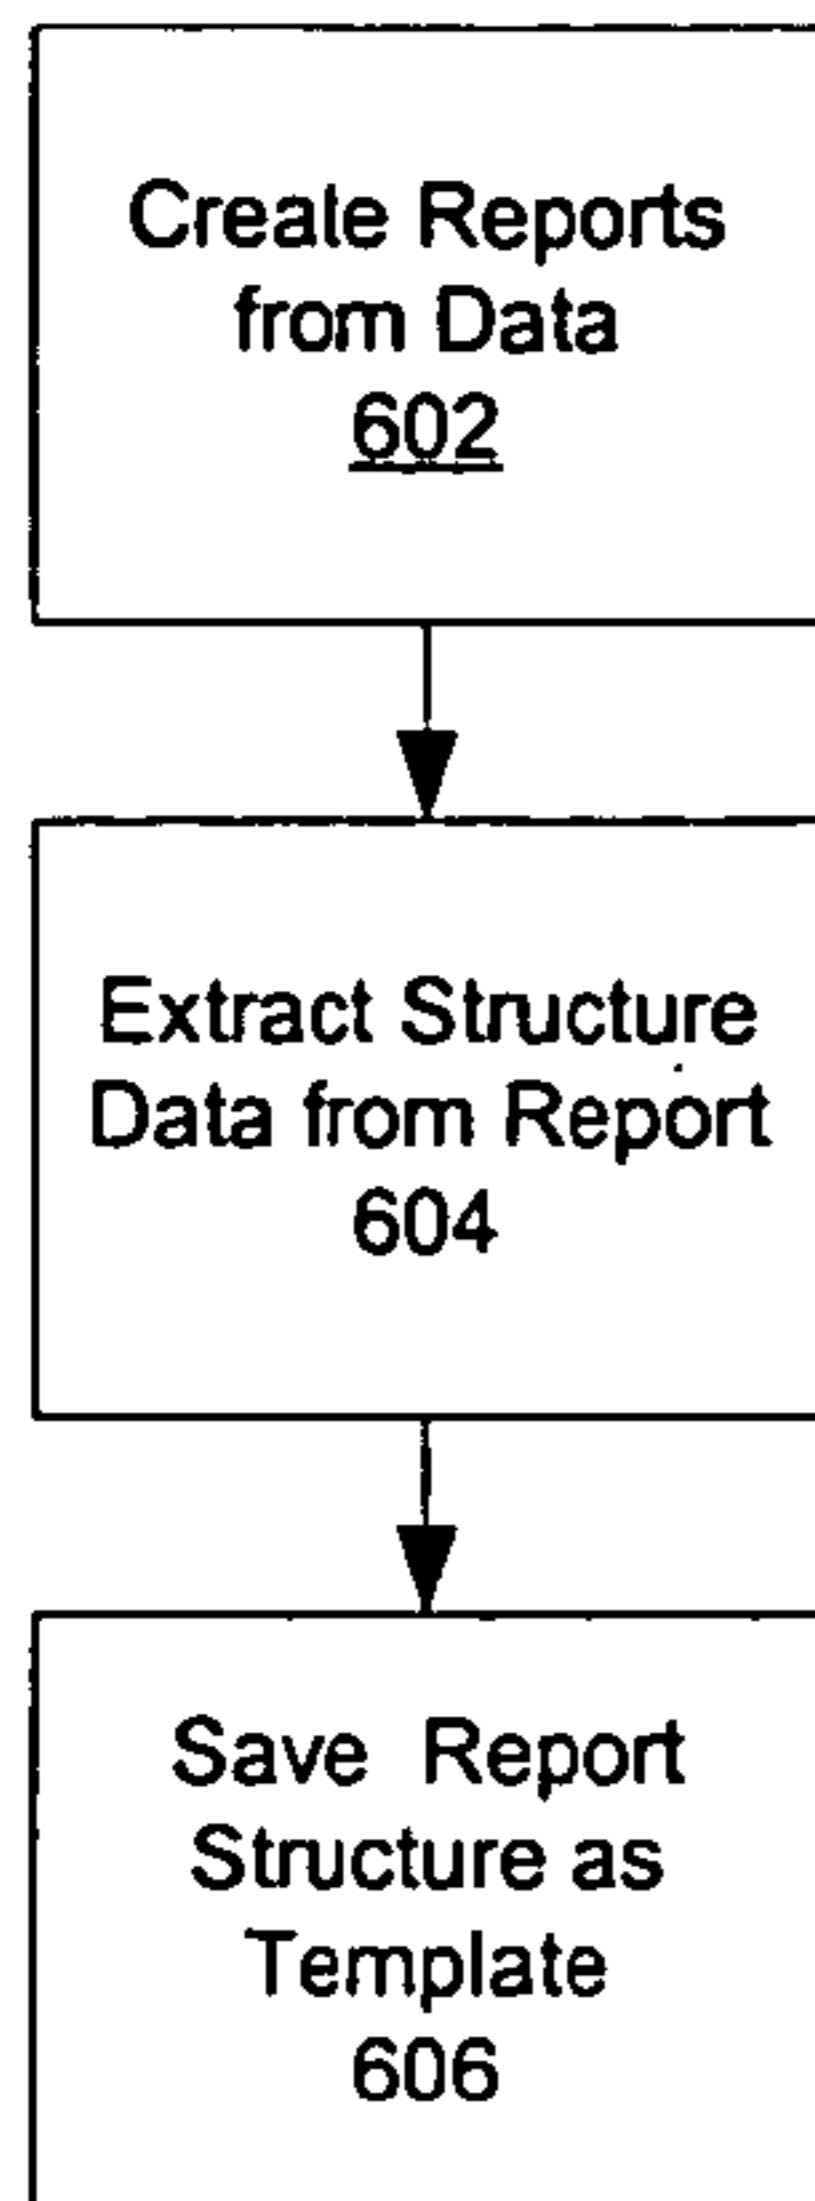 Create Reports
from Data
602
Extract Structure
Data from Report
604
Save Report
Structure as
Template
606